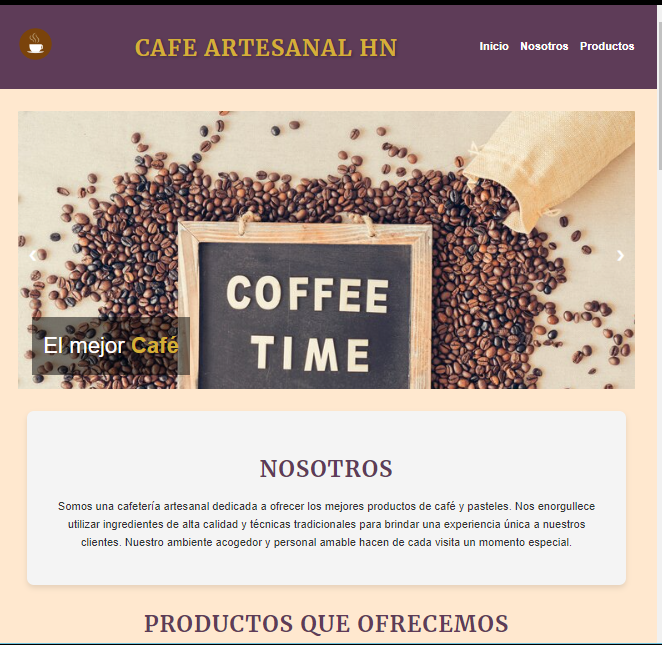 CAFE ARTESANAL HN
Inicio Nosotros Productos
COFFEE
TIME
El mejor Café
NOSOTROS
Somos una cafetería artesanal dedicada a ofrecer los mejores productos de café y pasteles. Nos enorgullece
utilizar ingredientes de alta calidad y técnicas tradicionales para brindar una experiencia única a nuestros
clientes. Nuestro ambiente acogedor y personal amable hacen de cada visita un momento especial.
PRODUCTOS QUE OFRECEMOS